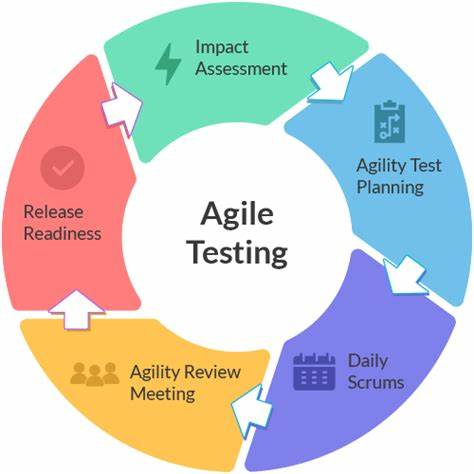 Impact
Assessment
Agility Test
Planning
Daily
Scrums
Agility Review
Meeting
Release
Readiness
Agile
Testing